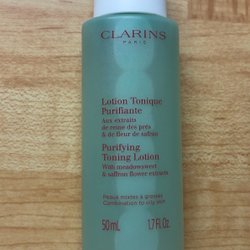 CLARINS
PARIS
Lotion Tonique
Purifiante
Aux extraits
de reine des prés
& de fleur de safran
Purifying
Toning Lotion
With meadowsweet
& saffron flower extracts
Peaux mixtes à grasses
Combination to oily skin
50mL 1.7 Fl.Oz.